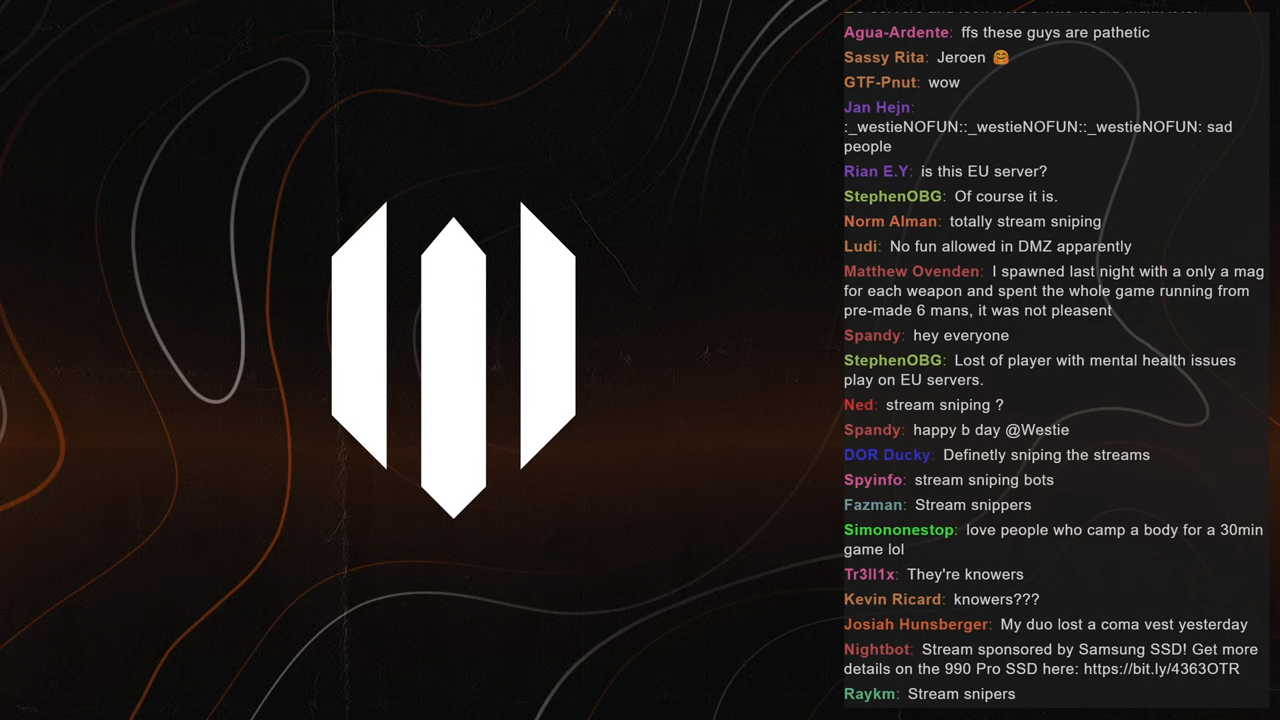 Agua-Ardente: ffs these guys are pathetic
Sassy Rita: Jeroen 🤗
GTF-Pnut: wow
Jan Hejn:
:_westieNOFUN::_westieNOFUN::_westieNOFUN: sad
people
Rian E.Y: is this EU server?
StephenOBG: Of course it is.
Norm Alman: totally stream sniping
Ludi: No fun allowed in DMZ apparently
Matthew Ovenden: I spawned last night with a only a mag
for each weapon and spent the whole game running from
pre-made 6 mans, it was not pleasent
Spandy: hey everyone
StephenOBG: Lost of player with mental health issues
play on EU servers.
Ned: stream sniping ?
Spandy: happy b day @Westie
DOR Ducky: Definetly sniping the streams
Spyinfo: stream sniping bots
Fazman: Stream snippers
Simononestop: love people who camp a body for a 30min
game lol
Tr3ll1x: They're knowers
Kevin Ricard: knowers???
Josiah Hunsberger: My duo lost a coma vest yesterday
Nightbot: Stream sponsored by Samsung SSD! Get more
details on the 990 Pro SSD here: https://bit.ly/4363OTR
Raykm: Stream snipers